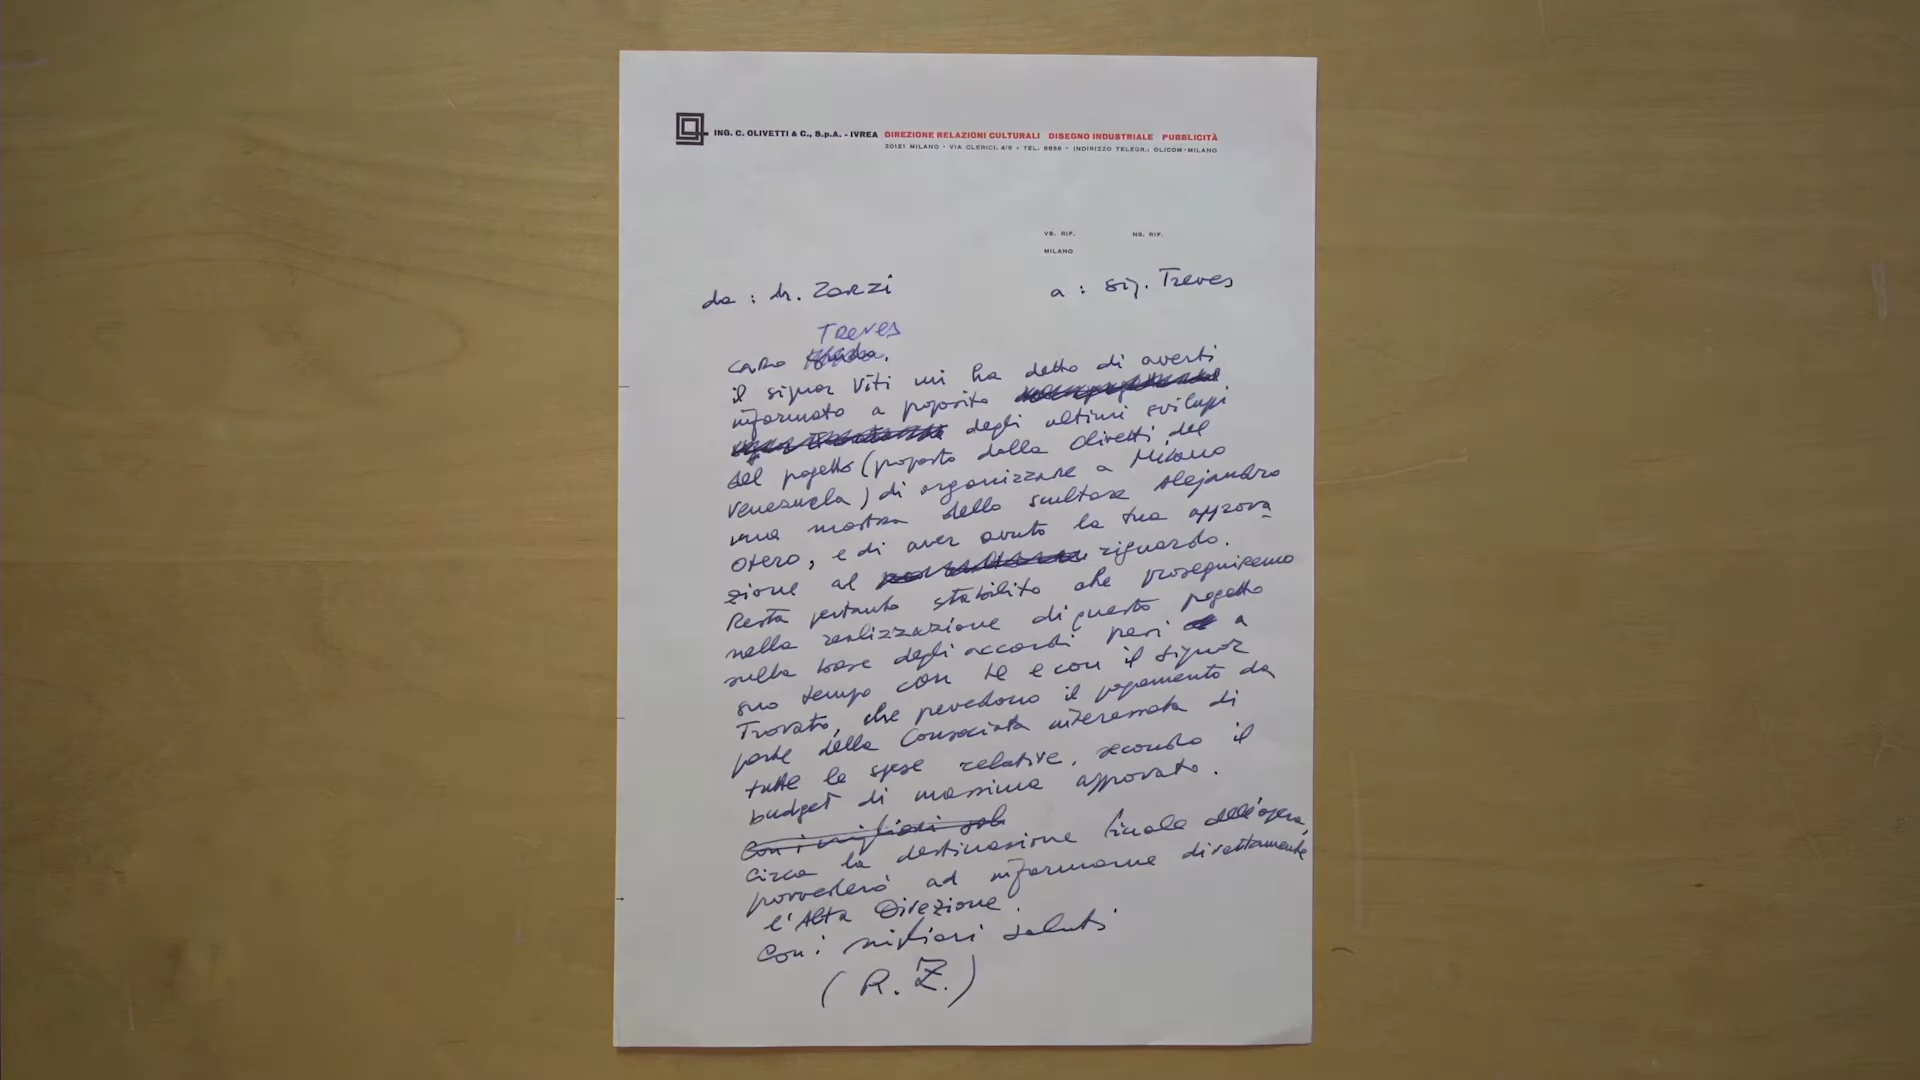 ING. C. OLIVETTI & C., S.p.A. - IVREA DIREZIONE RELAZIONI CULTURALI DISEGNO INDUSTRIALE PUBBLICITÀ
20121 MILANO - VIA CLERICI, 4/6 - TEL. 8858 - INDIRIZZO TELEGR.: OLICOM-MILANO
VS. RIF. NS. RIF.
MILANO
da : dr. Zorzi a : sig. Treves
Treves
caro
il signor Viti mi ha detto di averti
informato a proposito
degli ultimi svilupi
del progetto (proposto dalla Olivetti del
Venezuela) di organizzare a Milano
una mostra dello scultore Alejandro
Otero, e di aver avuto la tua approva
zione al riguardo.
Resta pertanto stabilito che proseguiremo
nella realizzazione di questo progetto
sulla base degli accordi presi a
suo tempo con te e con il signor
Trovato, che prevedono il pagamento da
parte della Consociata interessata di
tutte le spese relative, secondo il
budget di massima approvato.
Con i migliori sal
Circa la destinazione finale dell'opera,
provvederò ad informarne direttamente
l'Alta Direzione.
Con i migliori saluti
(R.Z.)